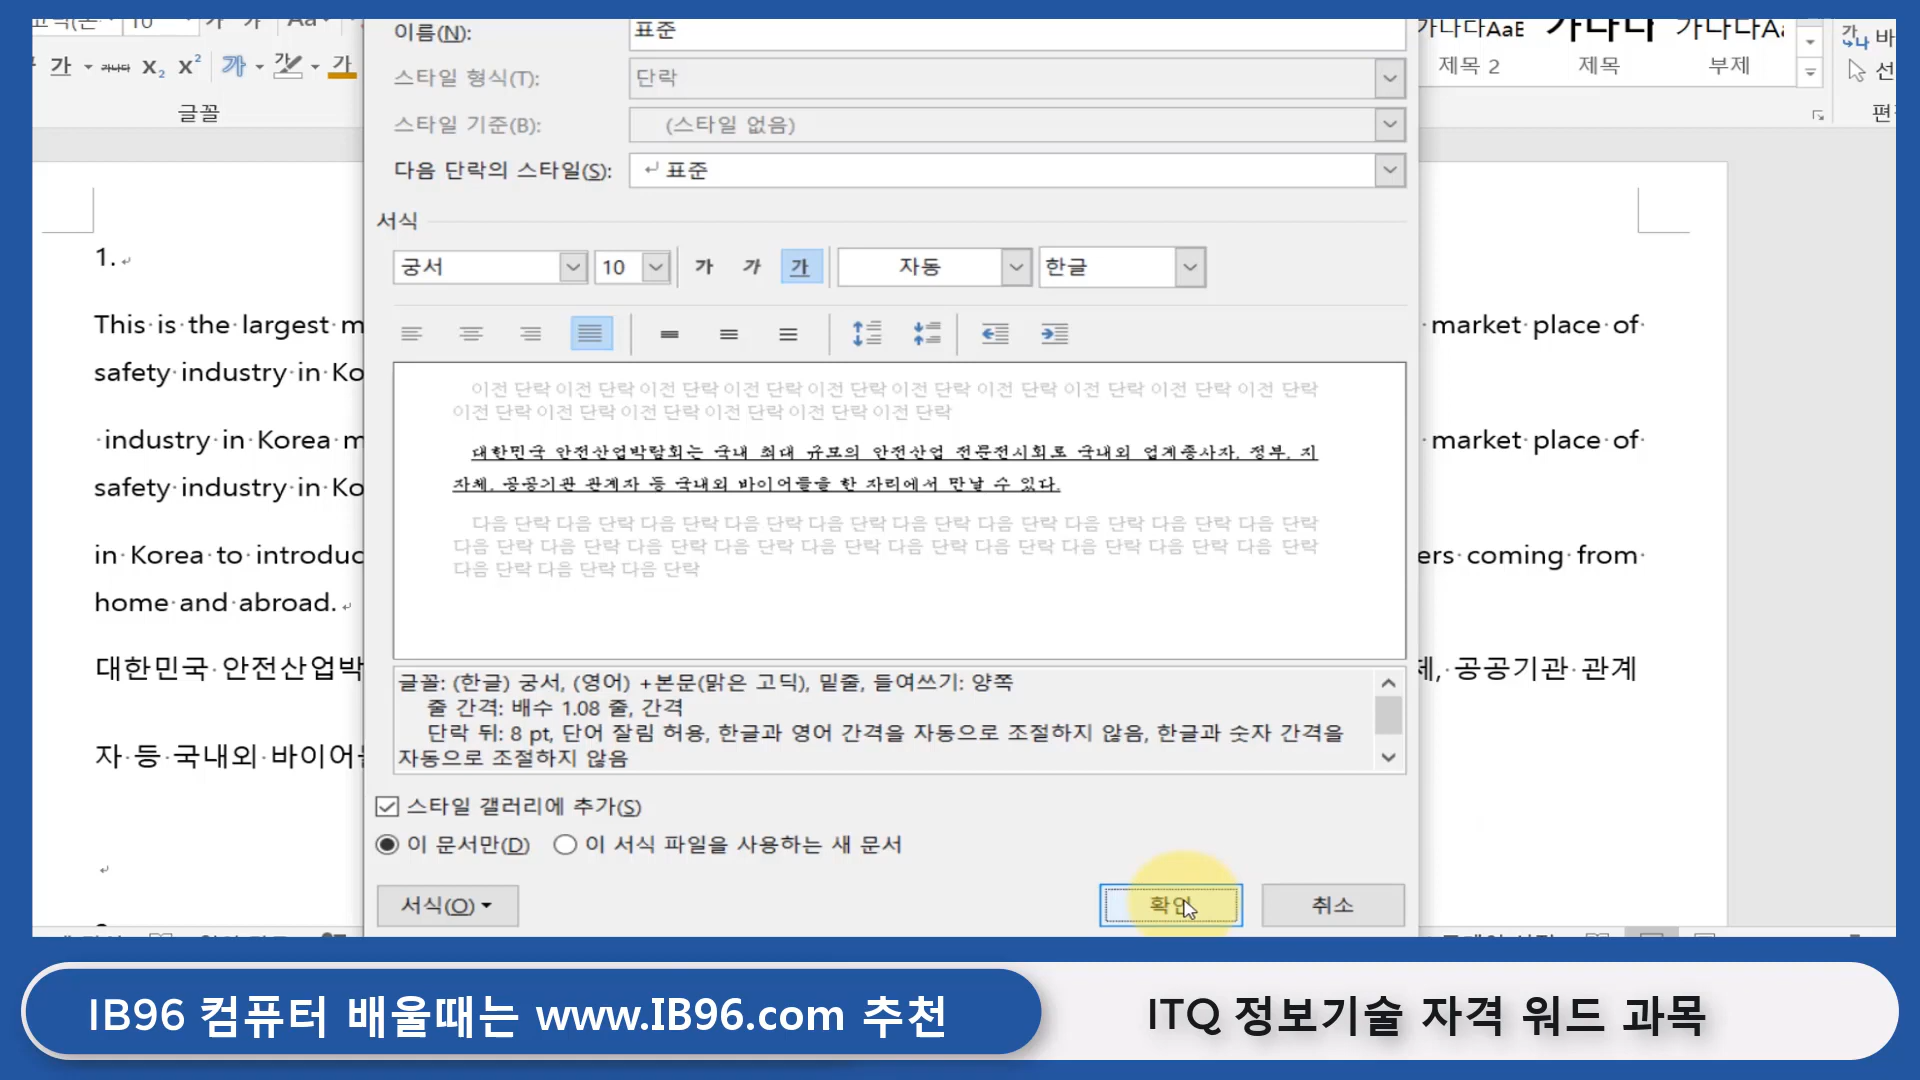 10
가나다AaE
가나다
가나다Aa
가
가나다
X₂
X²
가
가
제목 2
제목
부제
바
선
글꼴
편
이름(N):
표준
스타일 형식(T):
단락
스타일 기준(B):
(스타일 없음)
다음 단락의 스타일(S):
↵ 표준
서식
궁서
10
가
가
가
자동
한글
이전 단락 이전 단락 이전 단락 이전 단락 이전 단락 이전 단락 이전 단락 이전 단락 이전 단락 이전 단락
이전 단락 이전 단락 이전 단락 이전 단락 이전 단락 이전 단락
대한민국 안전산업박람회는 국내 최대 규모의 안전산업 전문전시회로 국내외 업계종사자, 정부, 지
자체, 공공기관 관계자 등 국내외 바이어들을 한 자리에서 만날 수 있다.
다음 단락 다음 단락 다음 단락 다음 단락 다음 단락 다음 단락 다음 단락 다음 단락 다음 단락 다음 단락
다음 단락 다음 단락 다음 단락 다음 단락 다음 단락 다음 단락 다음 단락 다음 단락 다음 단락 다음 단락
다음 단락 다음 단락 다음 단락
글꼴: (한글) 궁서, (영어) +본문(맑은 고딕), 밑줄, 들여쓰기: 양쪽
줄 간격: 배수 1.08 줄, 간격
단락 뒤: 8 pt, 단어 잘림 허용, 한글과 영어 간격을 자동으로 조절하지 않음, 한글과 숫자 간격을
자동으로 조절하지 않음
스타일 갤러리에 추가(S)
이 문서만(D)
이 서식 파일을 사용하는 새 문서
서식(O)
확인
취소
1.
This is the largest m
market place of
safety industry in Ko
industry in Korea m
market place of
safety industry in Ko
in Korea to introduc
ers coming from
home and abroad.
대한민국 안전산업박
체, 공공기관 관계
자 등 국내외 바이어
IB96 컴퓨터 배울때는 www.IB96.com 추천
ITQ 정보기술 자격 워드 과목